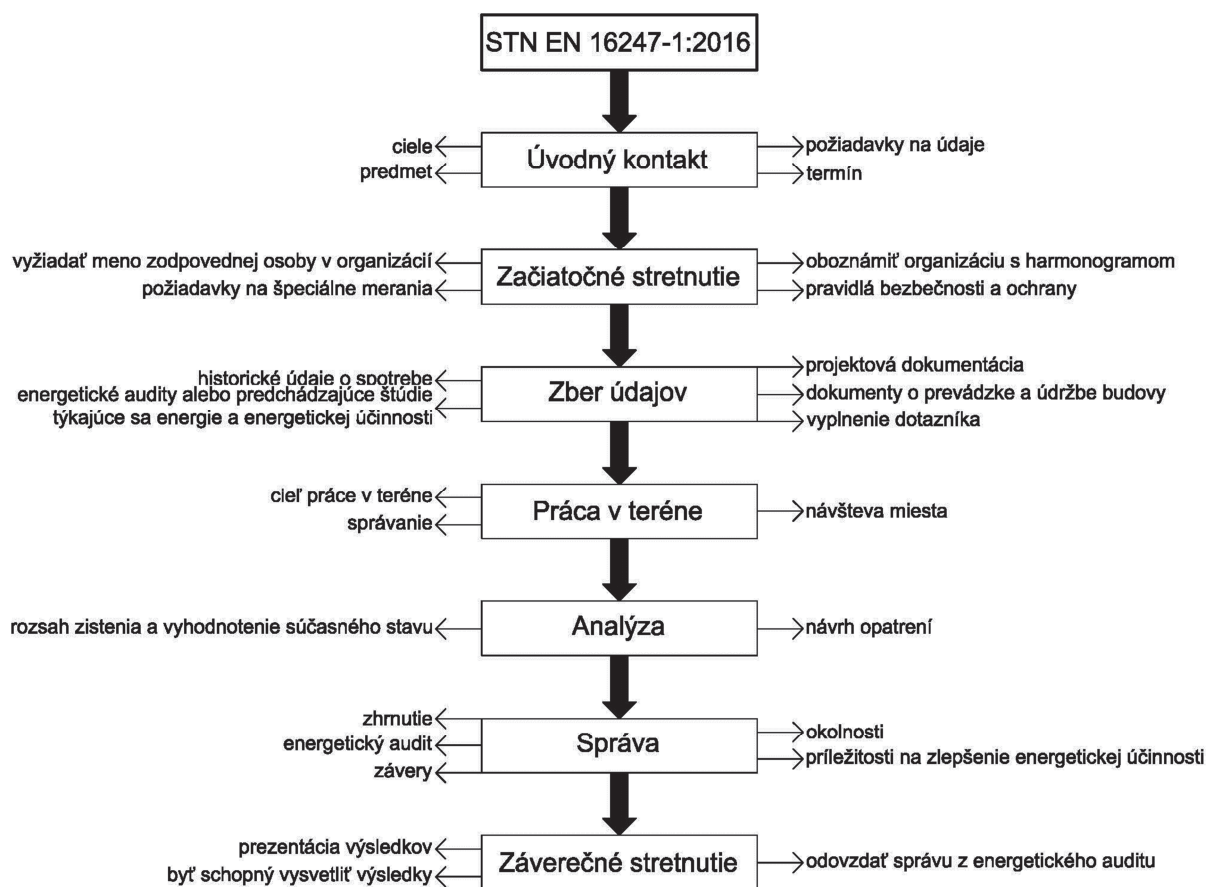 STN EN 16247-1:2016
ciele
predmet
Úvodný kontakt
požiadavky na údaje
termín
vyžiadať meno zodpovednej osoby v organizácií
požiadavky na špeciálne merania
Začiatočné stretnutie
oboznámiť organizáciu s harmonogramom
pravidlá bezbečnosti a ochrany
historické údaje o spotrebe
energetické audity alebo predchádzajúce štúdie
týkajúce sa energie a energetickej účinnosti
Zber údajov
projektová dokumentácia
dokumenty o prevádzke a údržbe budovy
vyplnenie dotazníka
cieľ práce v teréne
správanie
Práca v teréne
návšteva miesta
rozsah zistenia a vyhodnotenie súčasného stavu
Analýza
návrh opatrení
zhrnutie
energetický audit
závery
Správa
okolnosti
príležitosti na zlepšenie energetickej účinnosti
prezentácia výsledkov
byť schopný vysvetliť výsledky
Záverečné stretnutie
odovzdať správu z energetického auditu